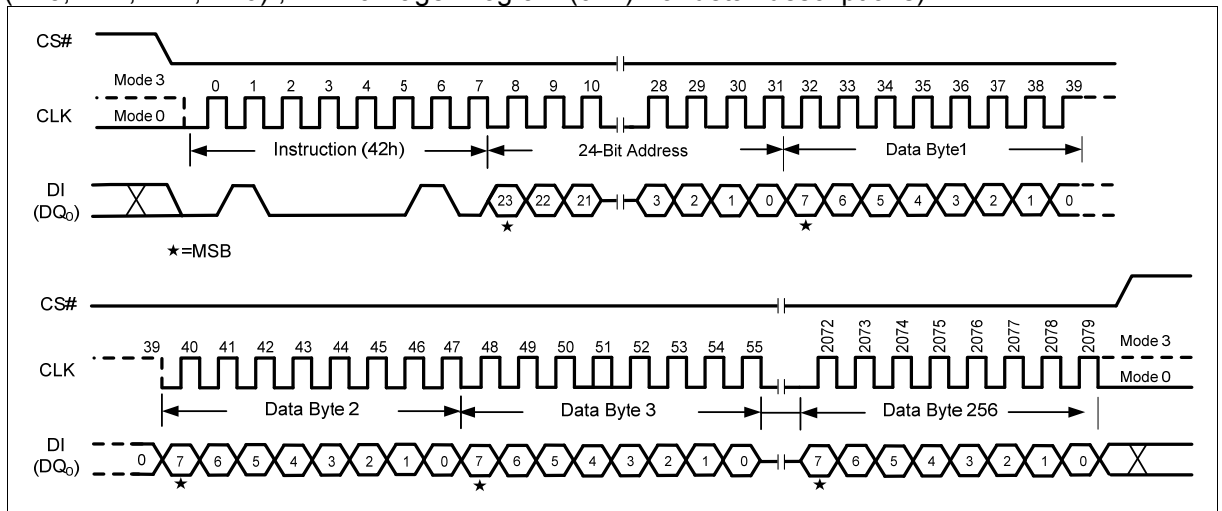 CS#
Mode 3
0 1 2 3 4 5 6 7 8 9 10 28 29 30 31 32 33 34 35 36 37 38 39
CLK
Mode 0
Instruction (42h) 24-Bit Address Data Byte1
DI
(DQ0)
23 22 21 3 2 1 0 7 6 5 4 3 2 1 0
★ ★
★=MSB
CS#
39 40 41 42 43 44 45 46 47 48 49 50 51 52 53 54 55 2072 2073 2074 2075 2076 2077 2078 2079
Mode 3
CLK
Mode 0
Data Byte 2 Data Byte 3 Data Byte 256
DI
(DQ0)
0 7 6 5 4 3 2 1 0 7 6 5 4 3 2 1 0 7 6 5 4 3 2 1 0
★ ★ ★